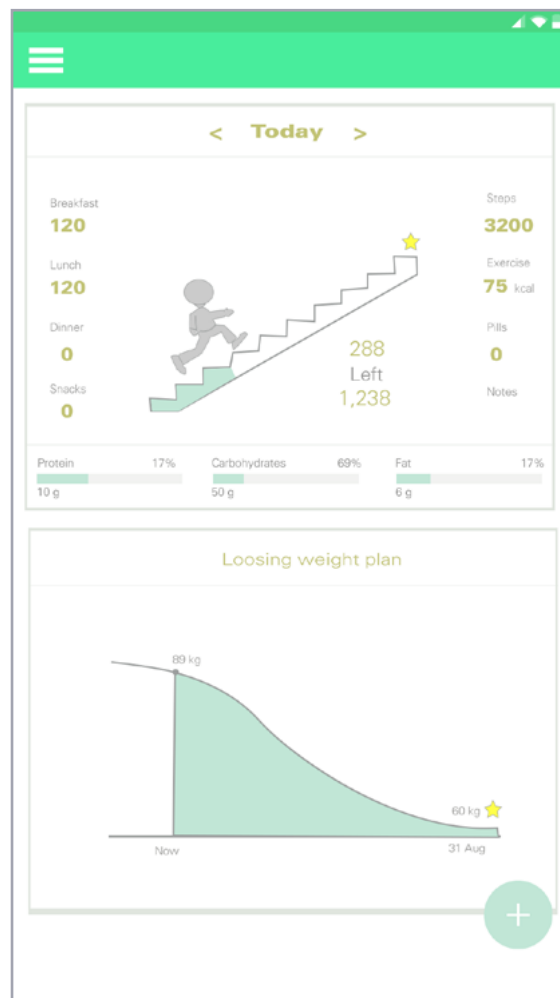 < Today >
Breakfast
120
Lunch
120
Dinner
0
Snacks
0
Steps
3200
Exercise
75 kcal
Pills
0
Notes
288
Left
1,238
Protein 17%
10 g
Carbohydrates 69%
50 g
Fat 17%
6 g
Loosing weight plan
89 kg
60 kg
Now
31 Aug
+